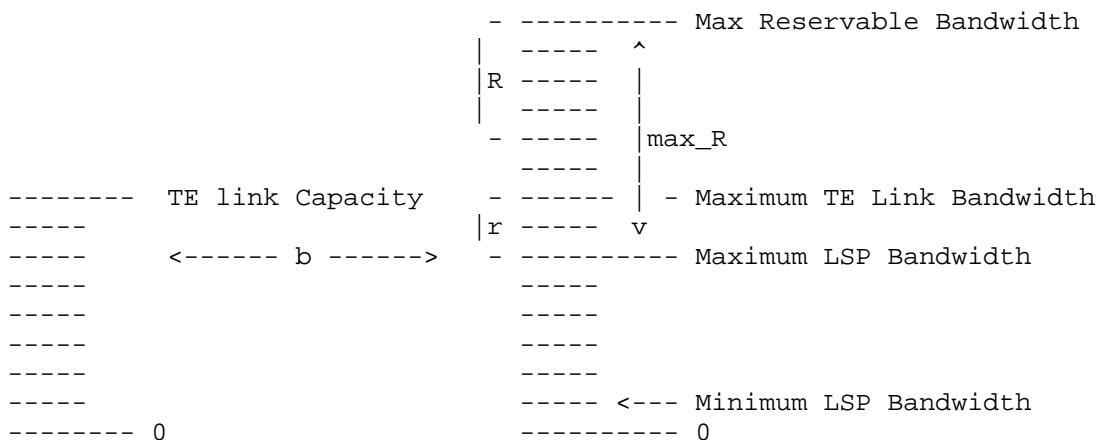 - ---------- Max Reservable Bandwidth
                             |  -----  ^
                             |R -----  |
                             |  -----  |
                              - -----  |max_R
                                -----  |
--------  TE link Capacity    - ------ | - Maximum TE Link Bandwidth
-----                        |r -----  v
-----     <------ b ------>   - ---------- Maximum LSP Bandwidth
-----                           -----
-----                           -----
-----                           -----
-----                           -----
-----                           ----- <--- Minimum LSP Bandwidth
-------- 0                      ---------- 0